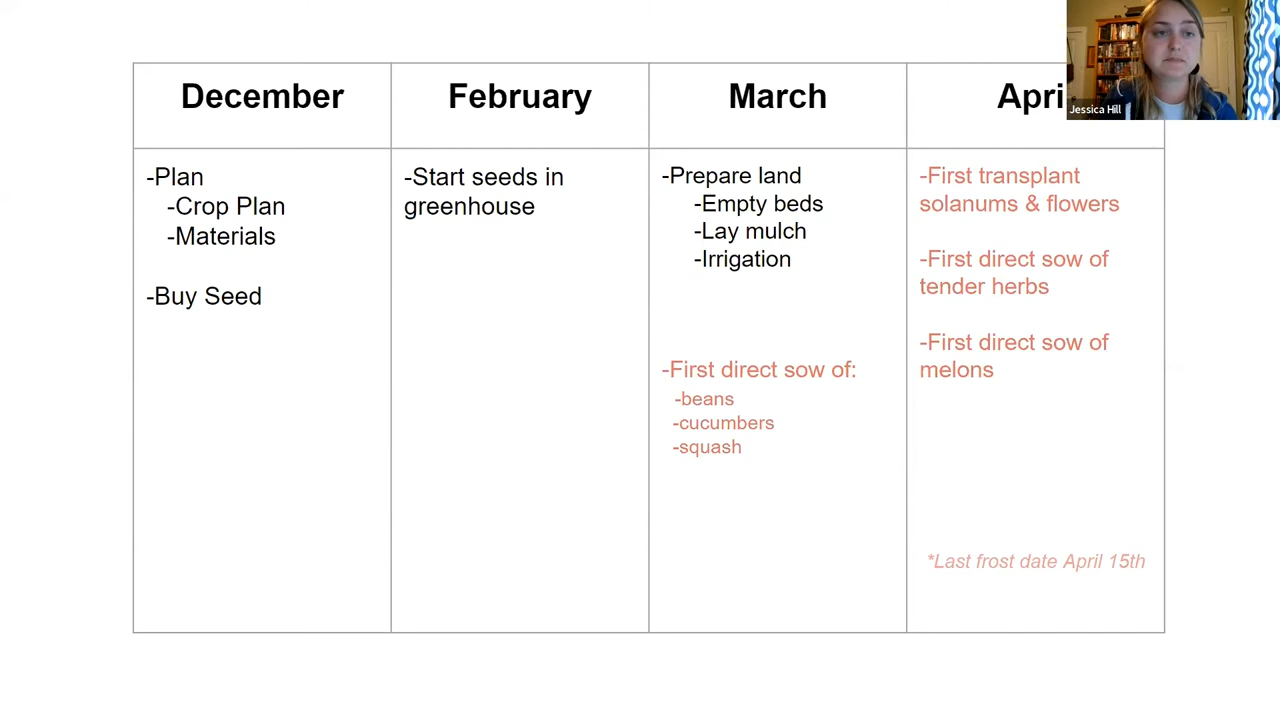 December
February
March
Apri
Jessica Hill
-Plan
-Crop Plan
-Materials
-Buy Seed
-Start seeds in
greenhouse
-Prepare land
-Empty beds
-Lay mulch
-Irrigation
-First direct sow of:
-beans
-cucumbers
-squash
-First transplant
solanums & flowers
-First direct sow of
tender herbs
-First direct sow of
melons
*Last frost date April 15th